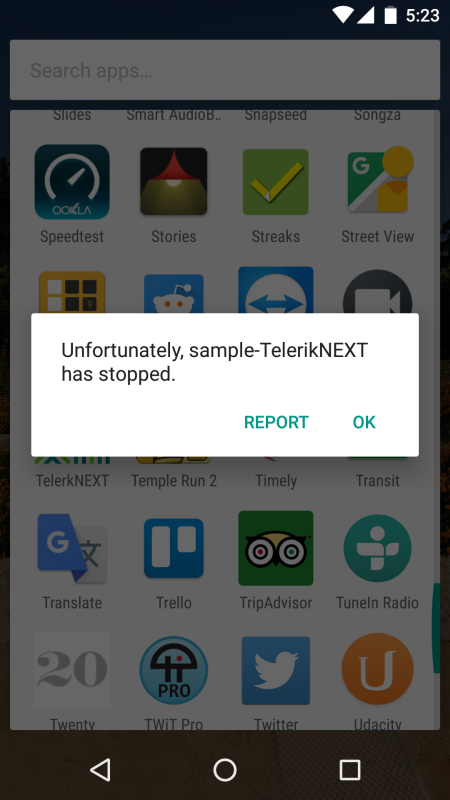 5:23
Search apps...
Slides Smart AudioB.. Snapseed Songza
OOKLA
G
Speedtest Stories Streaks Street View
9
Unfortunately, sample-TelerikNEXT
has stopped.
REPORT OK
TelerkNEXT Temple Run 2 Timely Transit
G 文
Translate Trello TripAdvisor TuneIn Radio
20
PRO
U
Twenty TWiT Pro Twitter Udacity